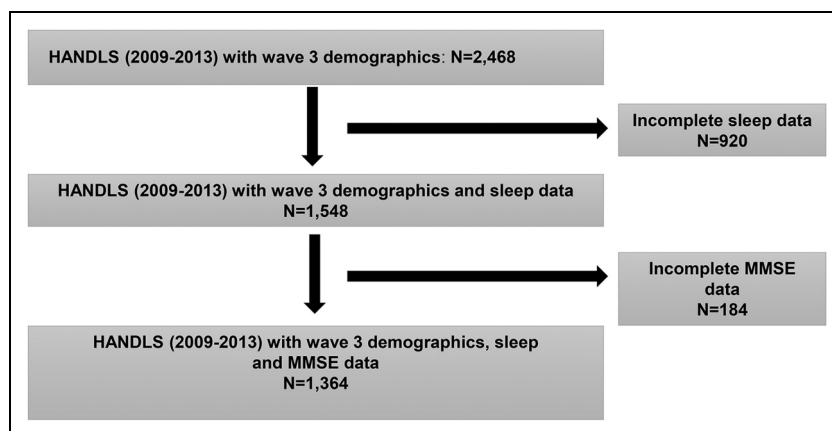 HANDLS (2009-2013) with wave 3 demographics: N=2,468
Incomplete sleep data
N=920
HANDLS (2009-2013) with wave 3 demographics and sleep data
N=1,548
Incomplete MMSE
data
N=184
HANDLS (2009-2013) with wave 3 demographics, sleep
and MMSE data
N=1,364